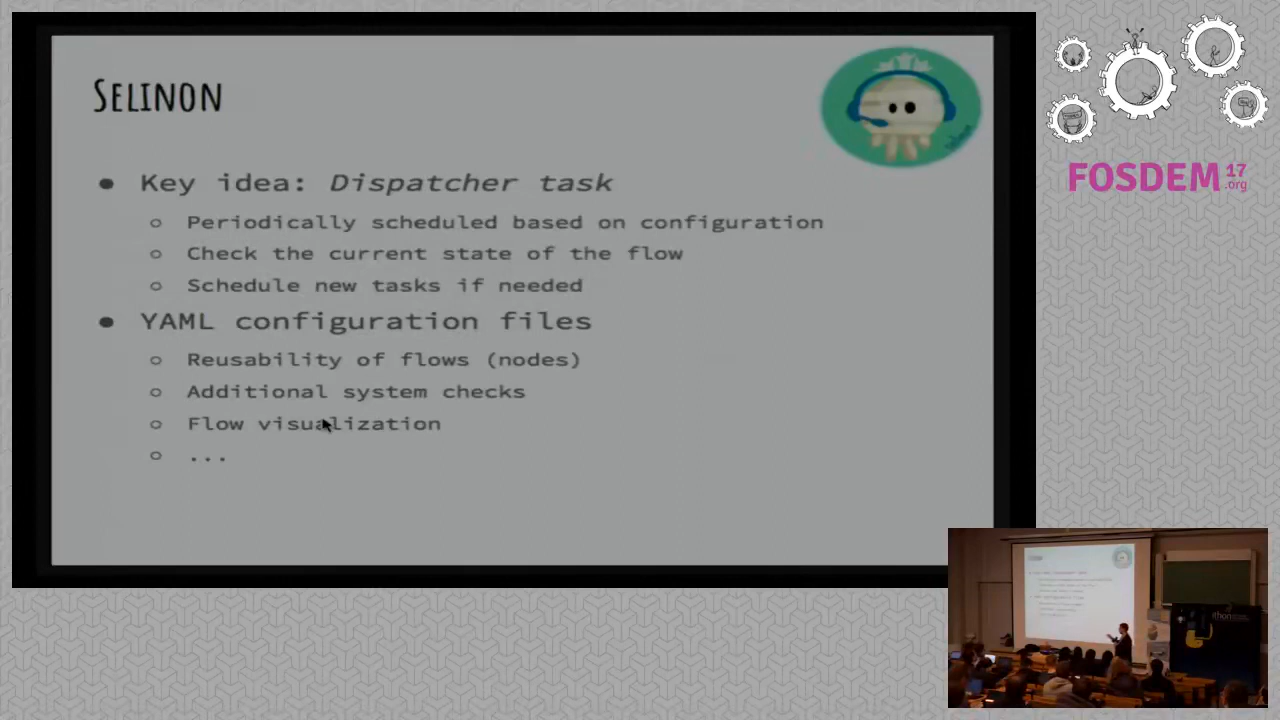 SELINON
● Key idea: Dispatcher task
○ Periodically scheduled based on configuration
○ Check the current state of the flow
○ Schedule new tasks if needed
● YAML configuration files
○ Reusability of flows (nodes)
○ Additional system checks
○ Flow visualization
○ ...
FOSDEM 17
.org